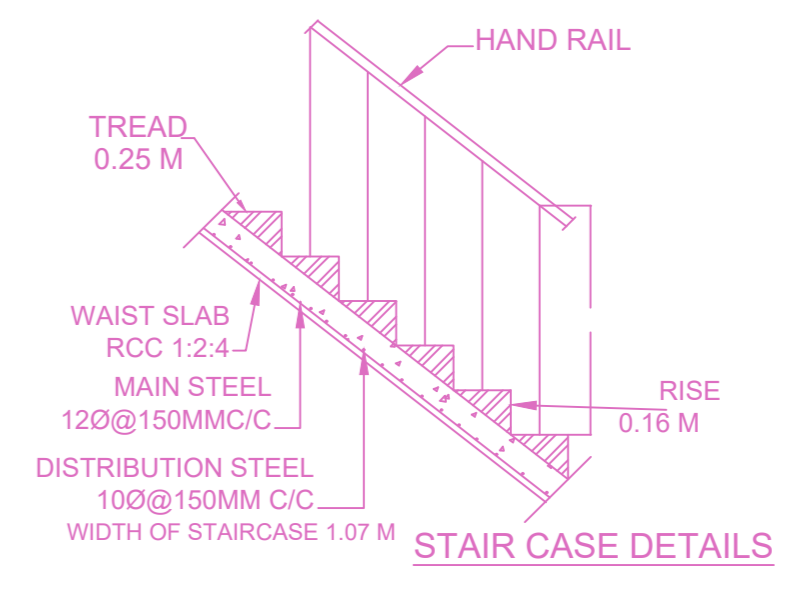 HAND RAIL
TREAD
0.25 M
WAIST SLAB
RCC 1:2:4
MAIN STEEL
12Ø@150MMC/C
RISE
0.16 M
DISTRIBUTION STEEL
10Ø@150MM C/C
WIDTH OF STAIRCASE 1.07 M
STAIR CASE DETAILS